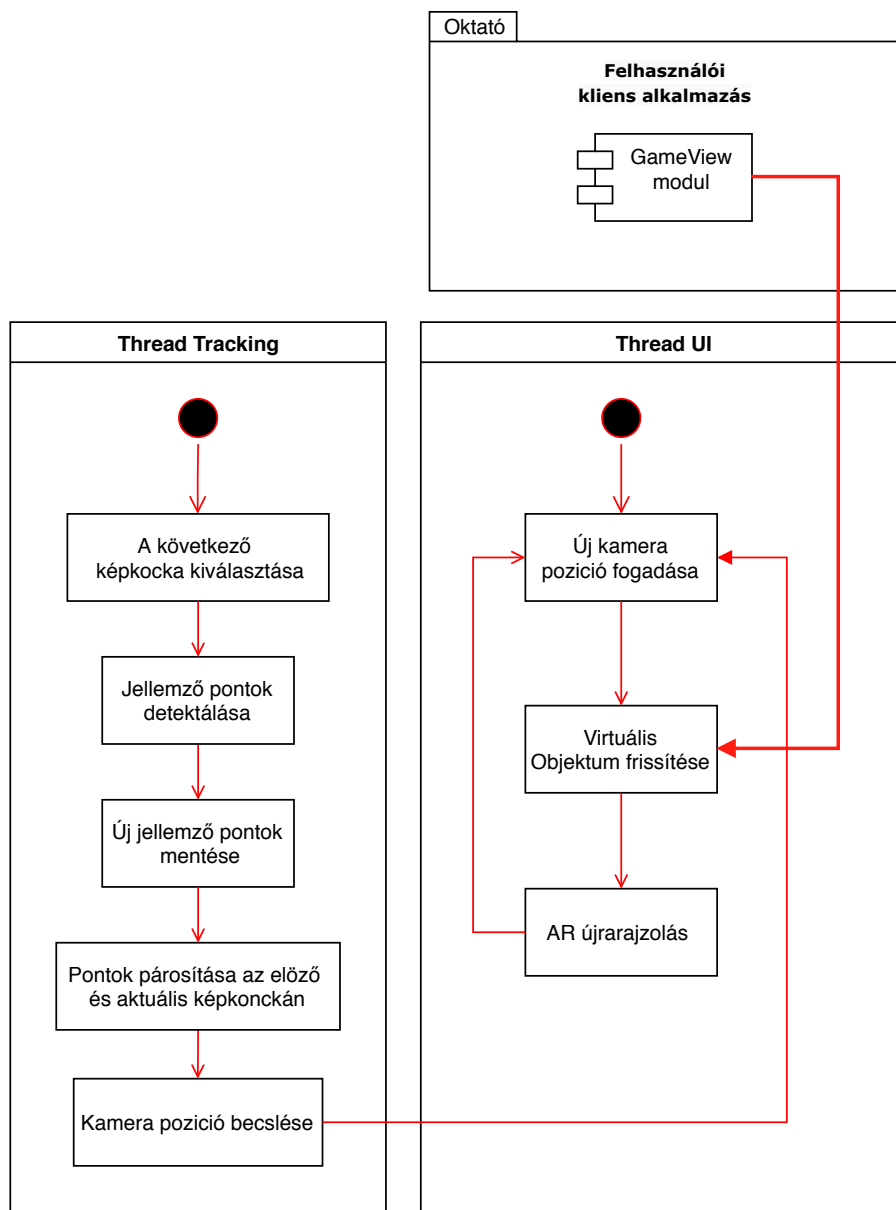 Oktató
Felhasználói
kliens alkalmazás
GameView
modul
Thread Tracking
A következő
képkocka kiválasztása
Jellemző pontok
detektálása
Új jellemző pontok
mentése
Pontok párosítása az elöző
és aktuális képkonckán
Kamera pozició becslése
Thread UI
Új kamera
pozició fogadása
Virtuális
Objektum frissítése
AR újrarajzolás